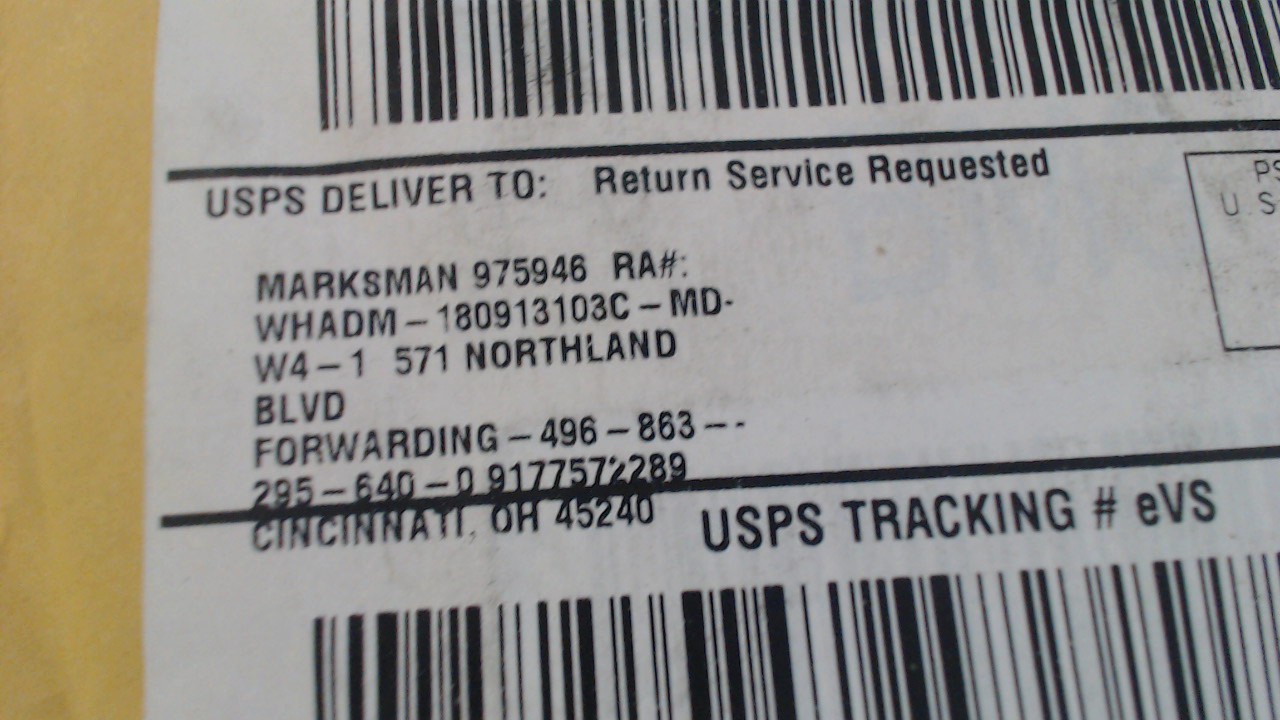 USPS DELIVER TO: Return Service Requested
PS
U.S
MARKSMAN 975946 RA#:
WHADM-180913103C-MD-
W4-1 571 NORTHLAND
BLVD
FORWARDING-496-863--
295-640-0 9177572289
CINCINNATI, OH 45240
USPS TRACKING # eVS